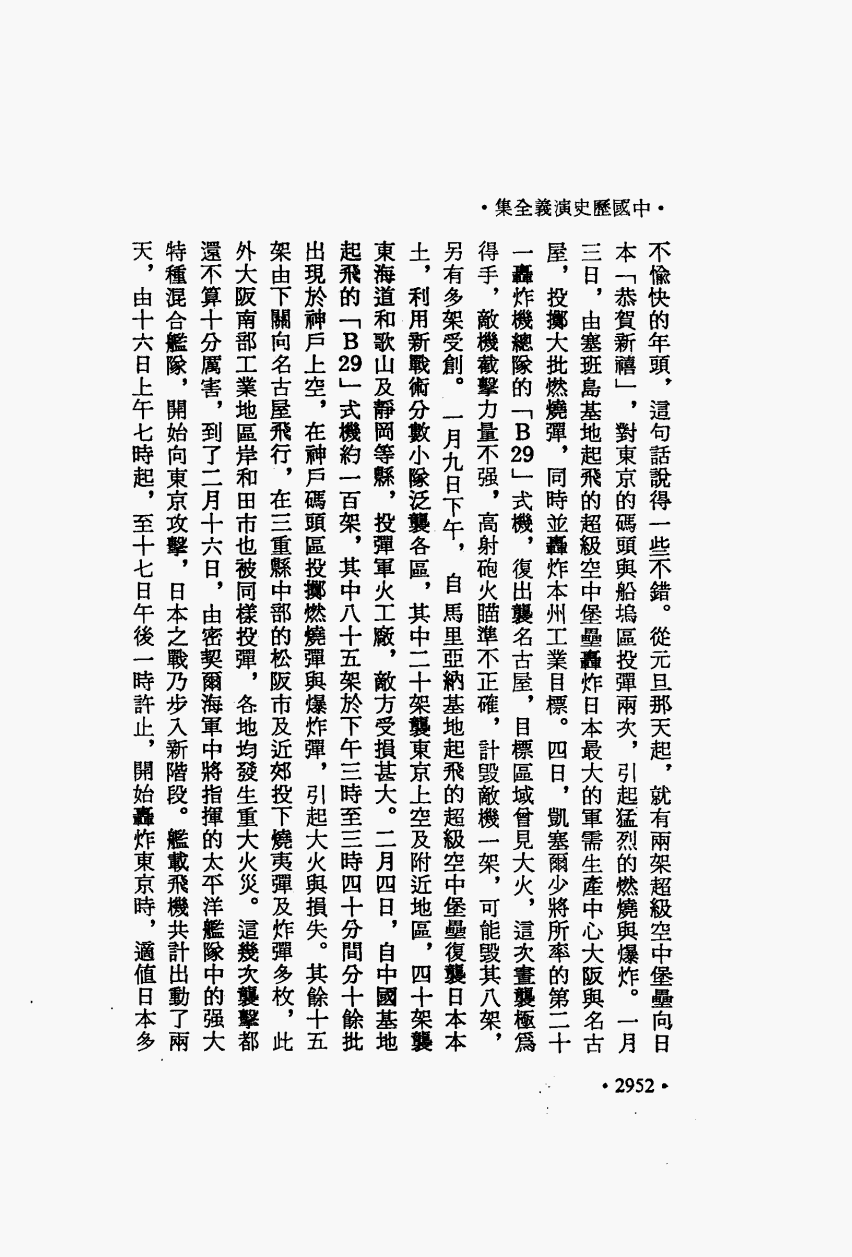 •中國歷史演義全集•
不愉快的年頭，這句話說得一些不錯。從元旦那天起，就有兩架超級空中堡壘向日
本「恭賀新禧」，對東京的碼頭與船塢區投彈兩次，引起猛烈的燃燒與爆炸。一月
三日，由塞班島基地起飛的超級空中堡壘轟炸日本最大的軍需生產中心大阪與名古
屋，投擲大批燃燒彈，同時並轟炸本州工業目標。四日，凱塞爾少將所率的第二十
一轟炸機總隊的「B29」式機，復出襲名古屋，目標區域曾見大火，這次晝襲極爲
得手，敵機截擊力量不强，高射砲火瞄準不正確，計毀敵機一架，可能毀其八架，
另有多架受創。一月九日下午，自馬里亞納基地起飛的超級空中堡壘復襲日本本
土，利用新戰術分數小隊泛襲各區，其中二十架襲東京上空及附近地區，四十架襲
東海道和歌山及靜岡等縣，投彈軍火工廠，敵方受損甚大。二月四日，自中國基地
起飛的「B29」式機約一百架，其中八十五架於下午三時至三時四十分間分十餘批
出現於神戶上空，在神戶碼頭區投擲燃燒彈與爆炸彈，引起大火與損失。其餘十五
架由下關向名古屋飛行，在三重縣中部的松阪市及近郊投下燒夷彈及炸彈多枚，此
外大阪南部工業地區岸和田市也被同樣投彈，各地均發生重大火災。這幾次襲擊都
還不算十分厲害，到了二月十六日，由密契爾海軍中將指揮的太平洋艦隊中的强大
特種混合艦隊，開始向東京攻擊，日本之戰乃步入新階段。艦載飛機共計出動了兩
天，由十六日上午七時起，至十七日午後一時許止，開始轟炸東京時，適值日本多
•2952•